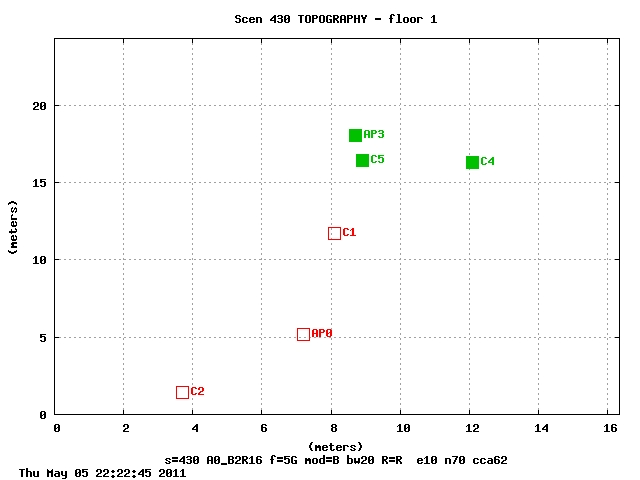 Scen 430 TOPOGRAPHY - floor 1
20
15
10
5
0
(meters)
AP3
C5
C4
C1
AP0
C2
0 2 4 6 8 10 12 14 16
(meters)
s=430 A0_B2R16 f=5G mod=B bw20 R=R e10 n70 cca62
Thu May 05 22:22:45 2011